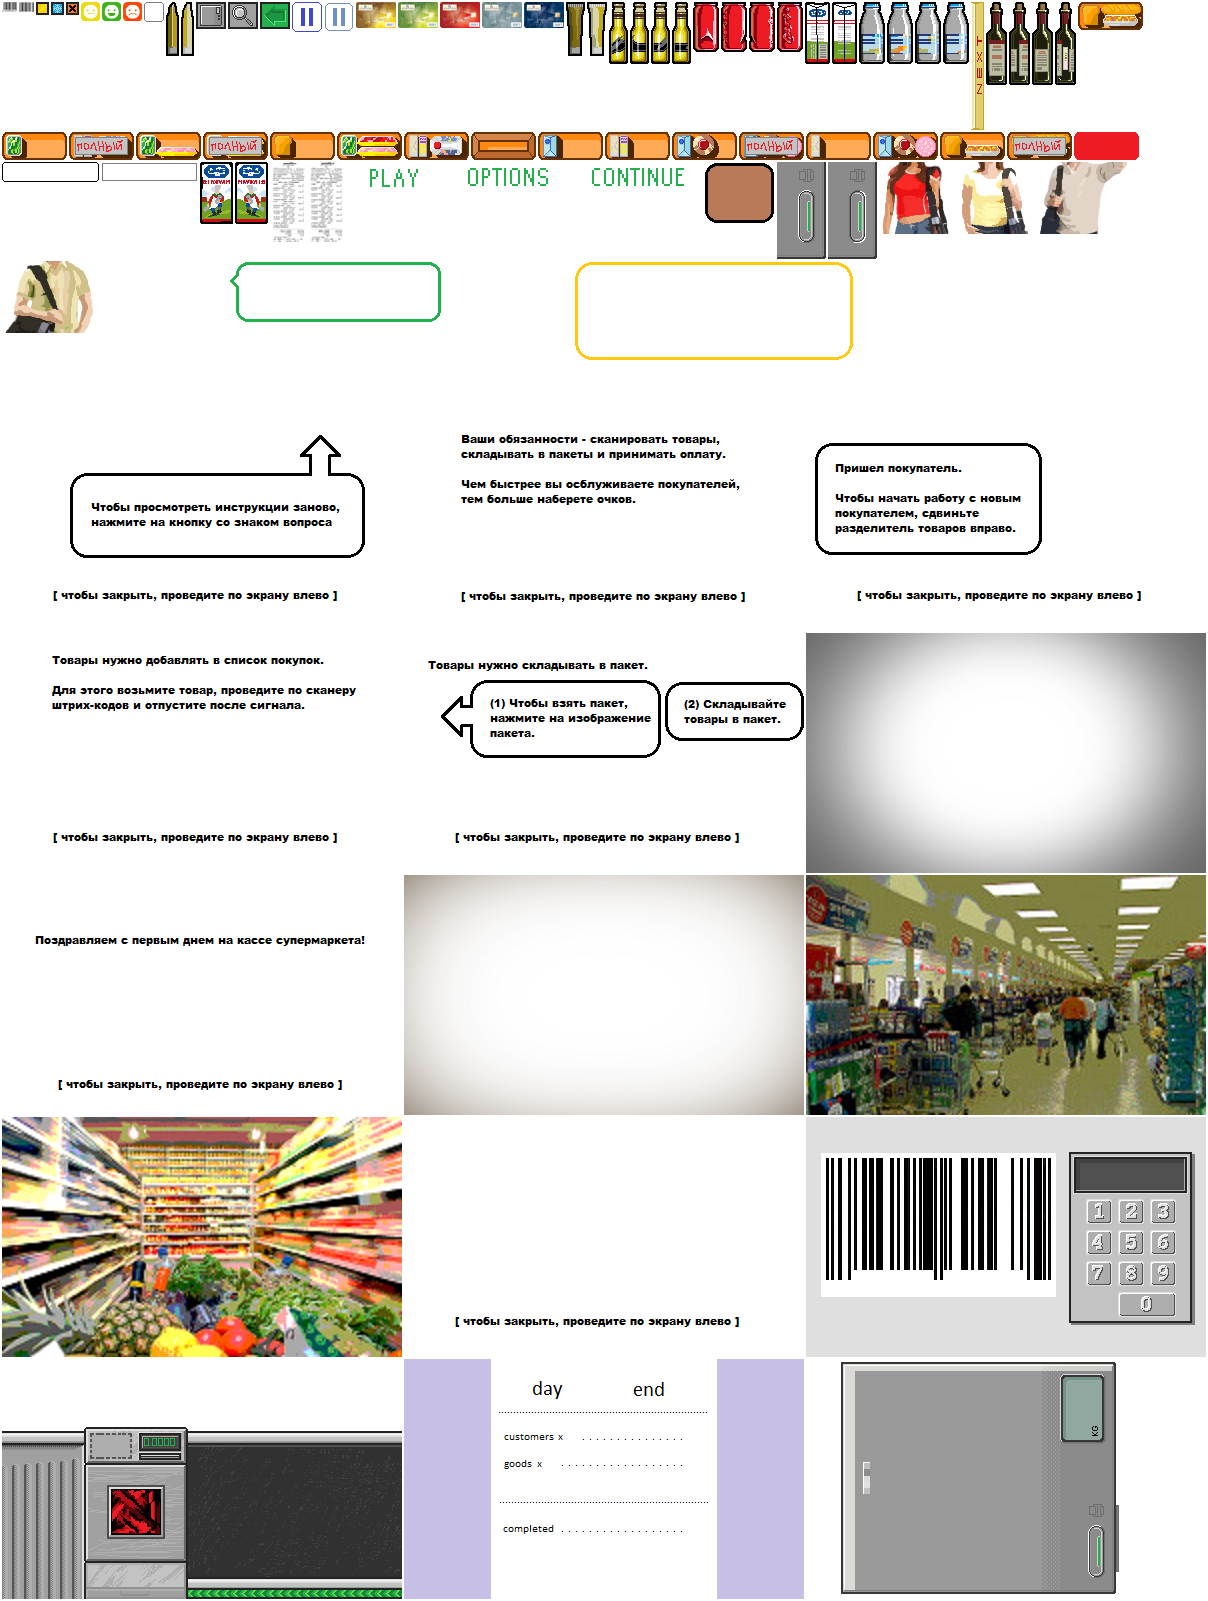 NEXT
ПОЛНЫЙ
ПОЛНЫЙ
ПОЛНЫЙ
ПОЛНЫЙ
PLAY
OPTIONS
CONTINUE
Чтобы просмотреть инструкции заново,
нажмите на кнопку со знаком вопроса
[ чтобы закрыть, проведите по экрану влево ]
Ваши обязанности - сканировать товары,
складывать в пакеты и принимать оплату.
Чем быстрее вы осблуживаете покупателей,
тем больше наберете очков.
[ чтобы закрыть, проведите по экрану влево ]
Пришел покупатель.
Чтобы начать работу с новым
покупателем, сдвиньте
разделитель товаров вправо.
[ чтобы закрыть, проведите по экрану влево ]
Товары нужно добавлять в список покупок.
Для этого возьмите товар, проведите по сканеру
штрих-кодов и отпустите после сигнала.
[ чтобы закрыть, проведите по экрану влево ]
Товары нужно складывать в пакет.
(1) Чтобы взять пакет,
нажмите на изображение
пакета.
(2) Складывайте
товары в пакет.
[ чтобы закрыть, проведите по экрану влево ]
Поздравляем с первым днем на кассе супермаркета!
[ чтобы закрыть, проведите по экрану влево ]
[ чтобы закрыть, проведите по экрану влево ]
1 2 3
4 5 6
7 8 9
0
00000
day end
customers x . . . . . . . . . . . . . . .
goods x . . . . . . . . . . . . . . . . . .
completed . . . . . . . . . . . . . . . . . .
KG